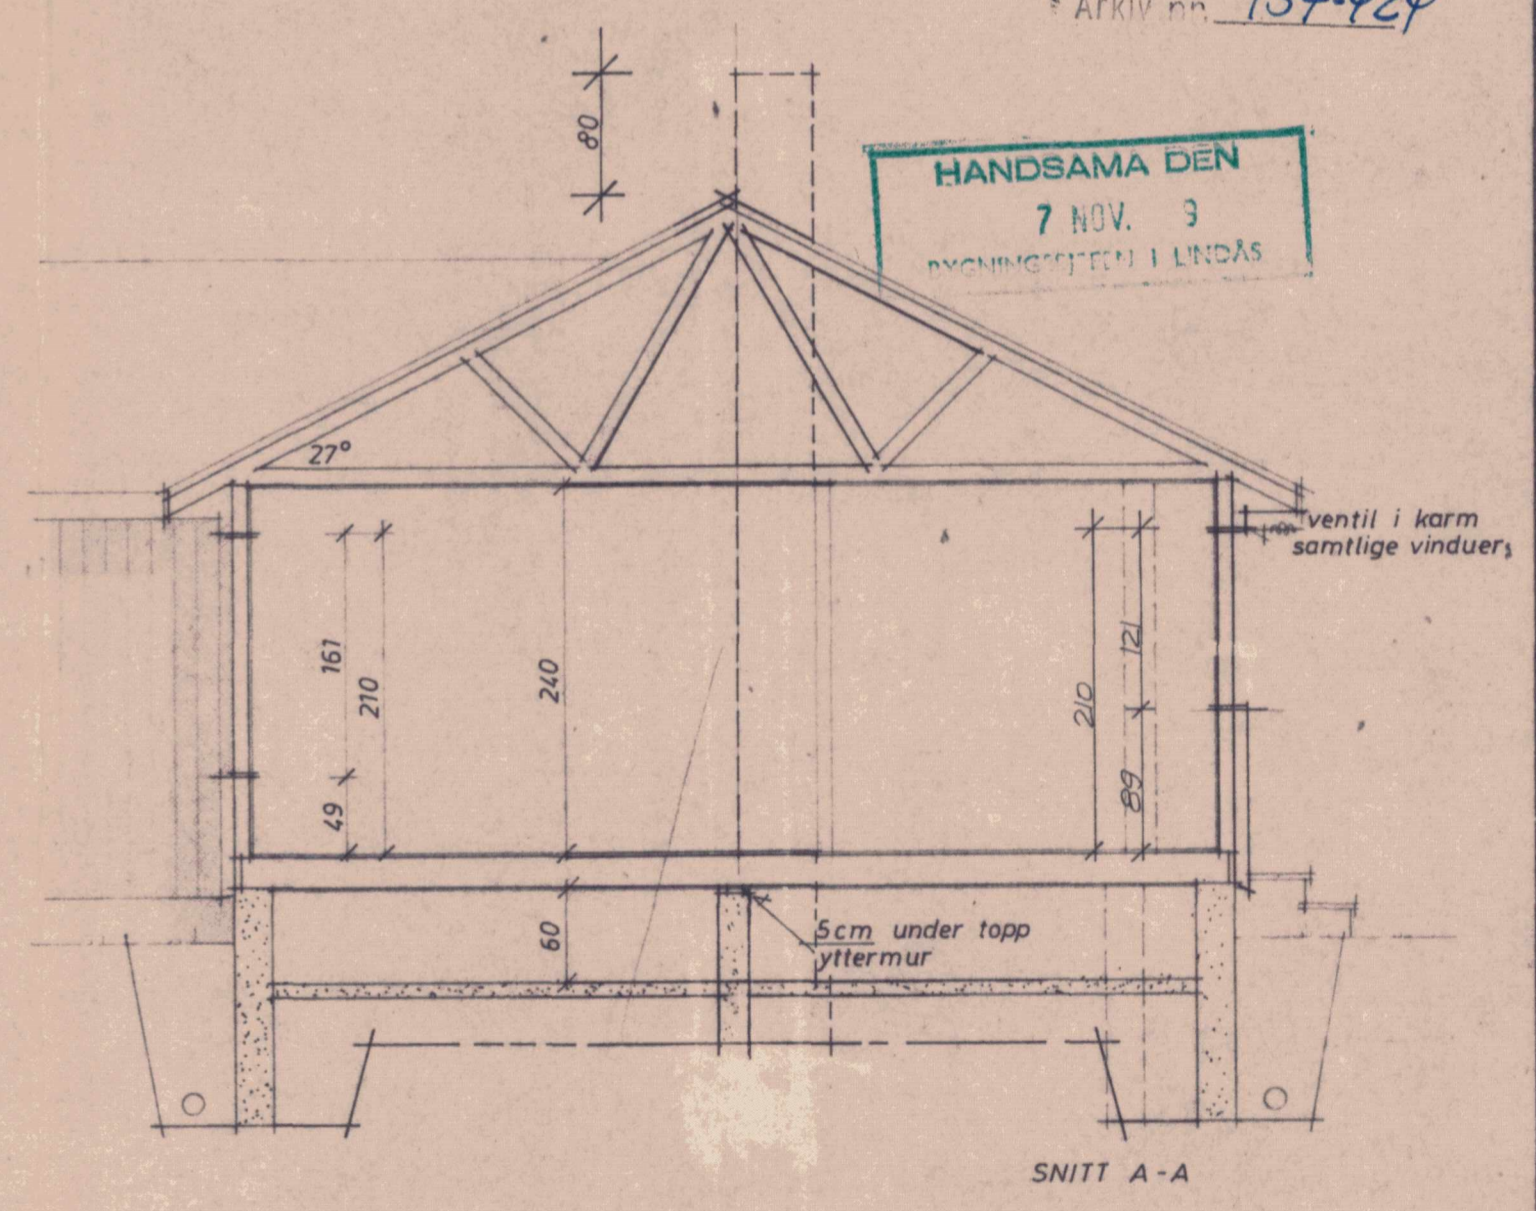 Arkiv nr.
80
HANDSAMA DEN
7 NOV. 9
I LINDÅS
27°
ventil i karm
samtlige vinduer
161
210
240
49
210
121
89
60
5cm under topp
yttermur
SNITT A-A